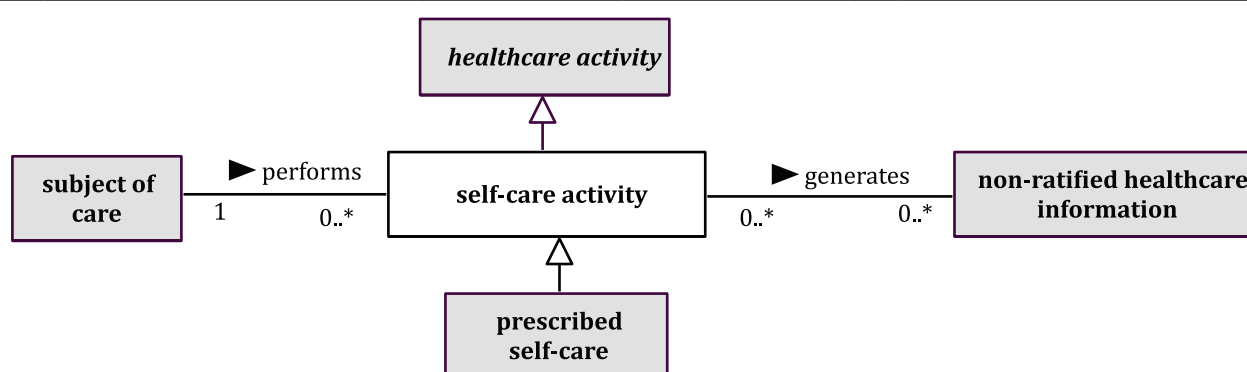 healthcare activity
subject of
care
performs
1
0..*
self-care activity
generates
0..*
0..*
non-ratified healthcare
information
prescribed
self-care